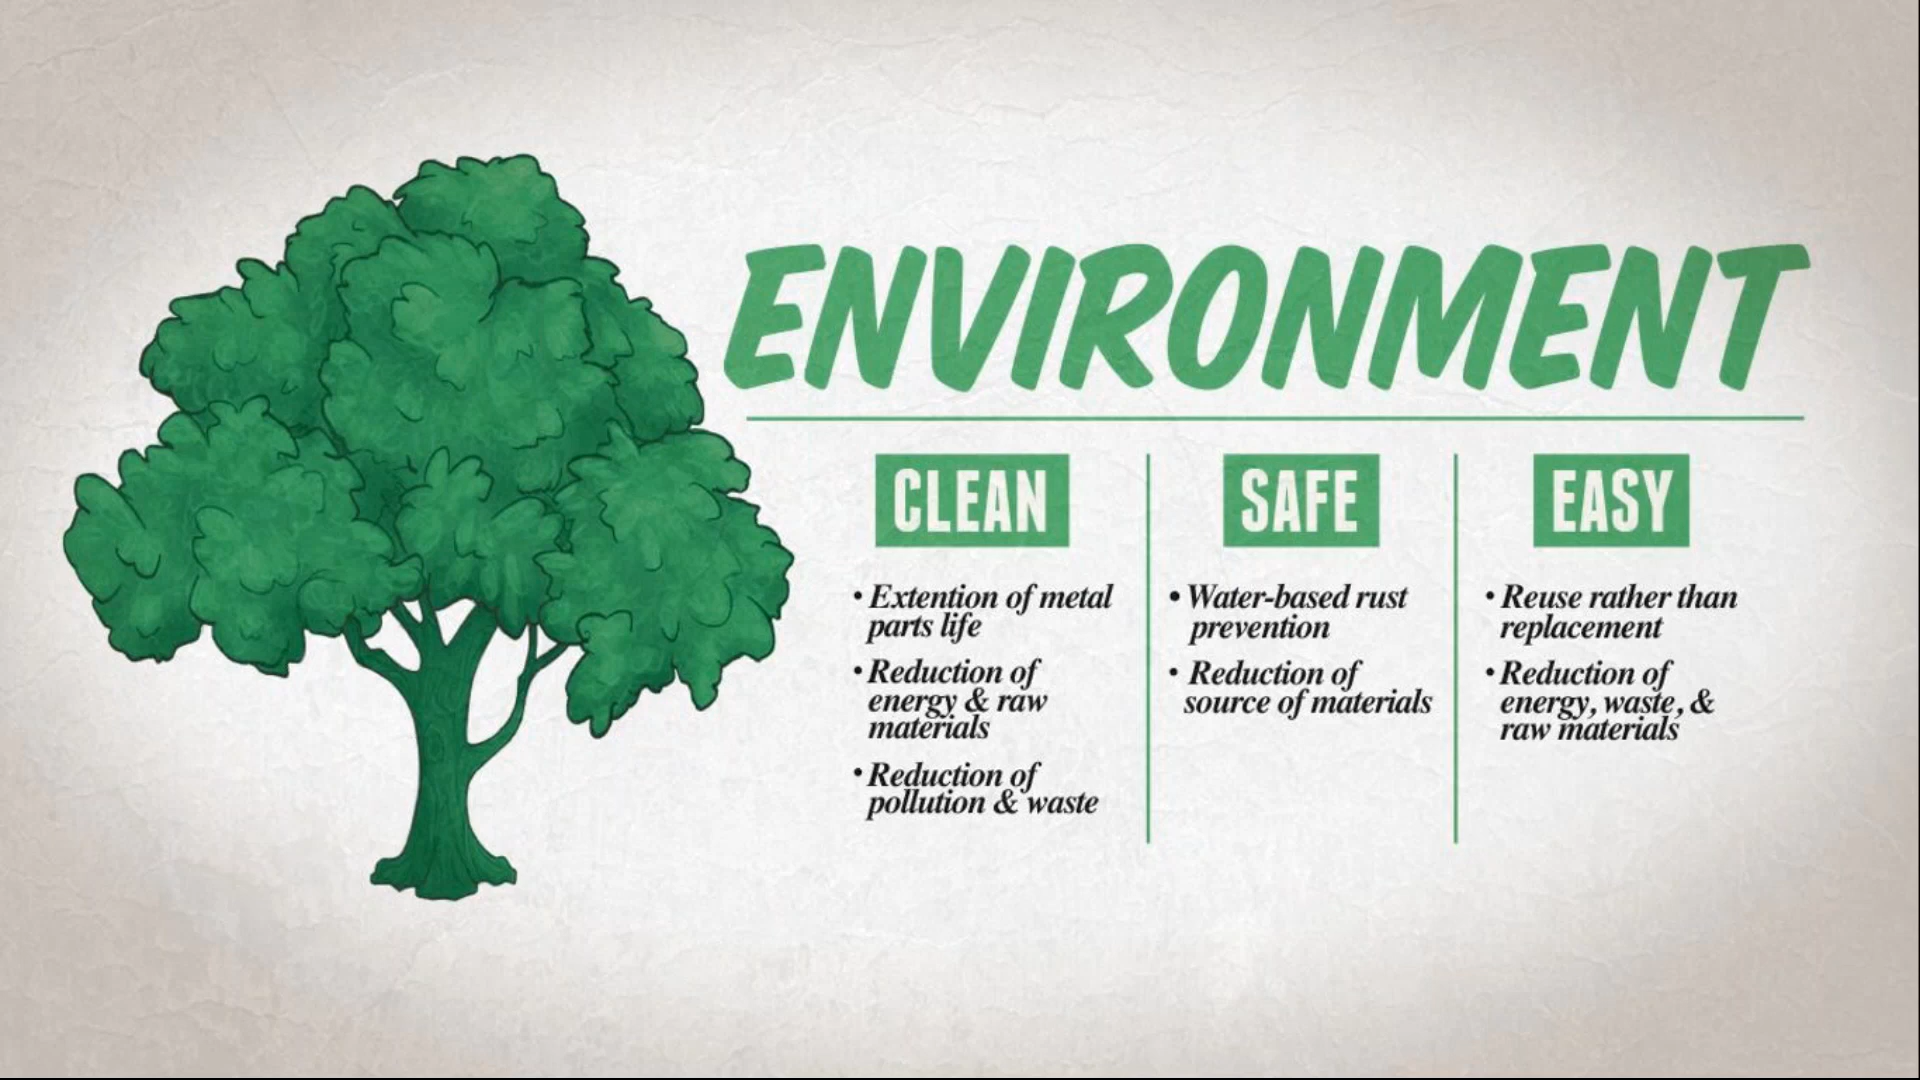 ENVIRONMENT
CLEAN
• Extention of metal
parts life
• Reduction of
energy & raw
materials
• Reduction of
pollution & waste
SAFE
• Water-based rust
prevention
• Reduction of
source of materials
EASY
• Reuse rather than
replacement
• Reduction of
energy, waste, &
raw materials